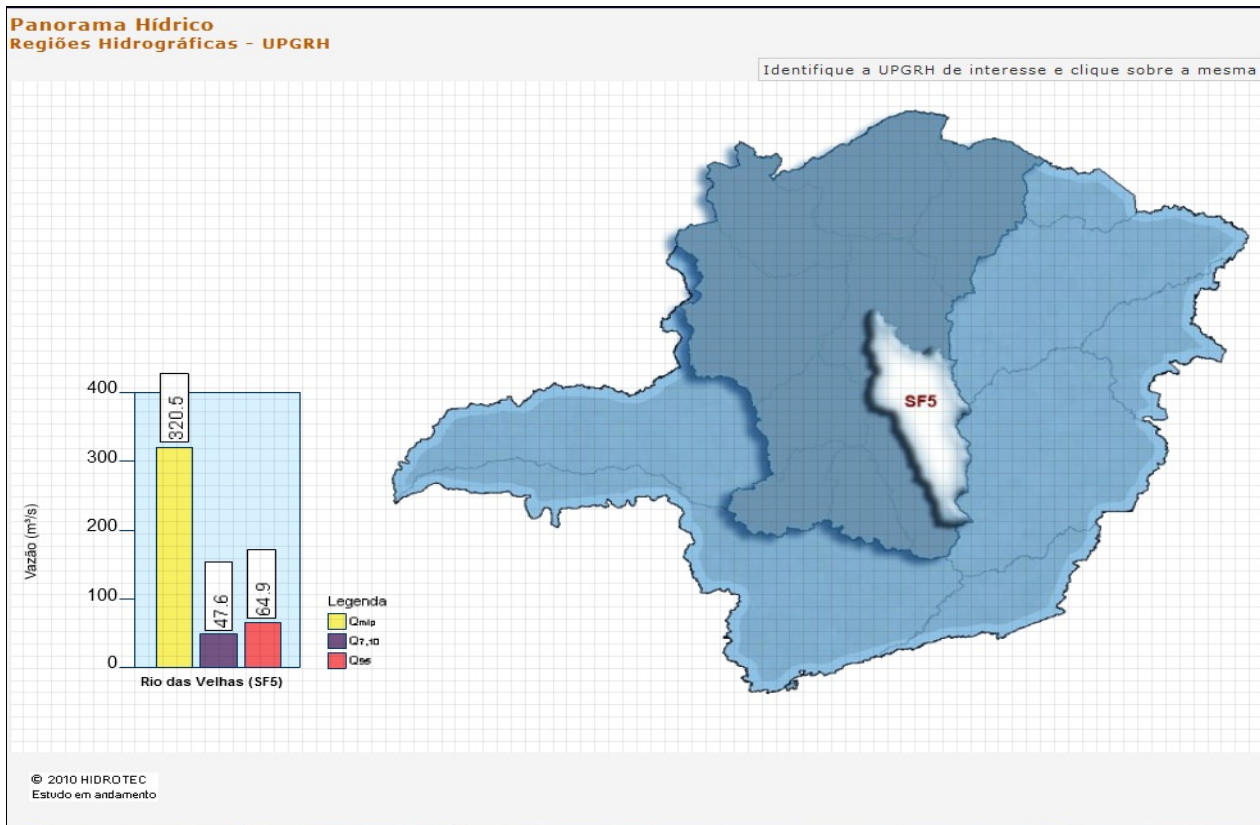 Panorama Hídrico
Regiões Hidrográficas - UPGRH
Identifique a UPGRH de interesse e clique sobre a mesma
SF5
400
300
200
100
0
Vazão (m³/s)
320.5
47.6
64.9
Rio das Velhas (SF5)
Legenda
Qmlp
Q7,10
Q95
© 2010 HIDROTEC
Estudo em andamento